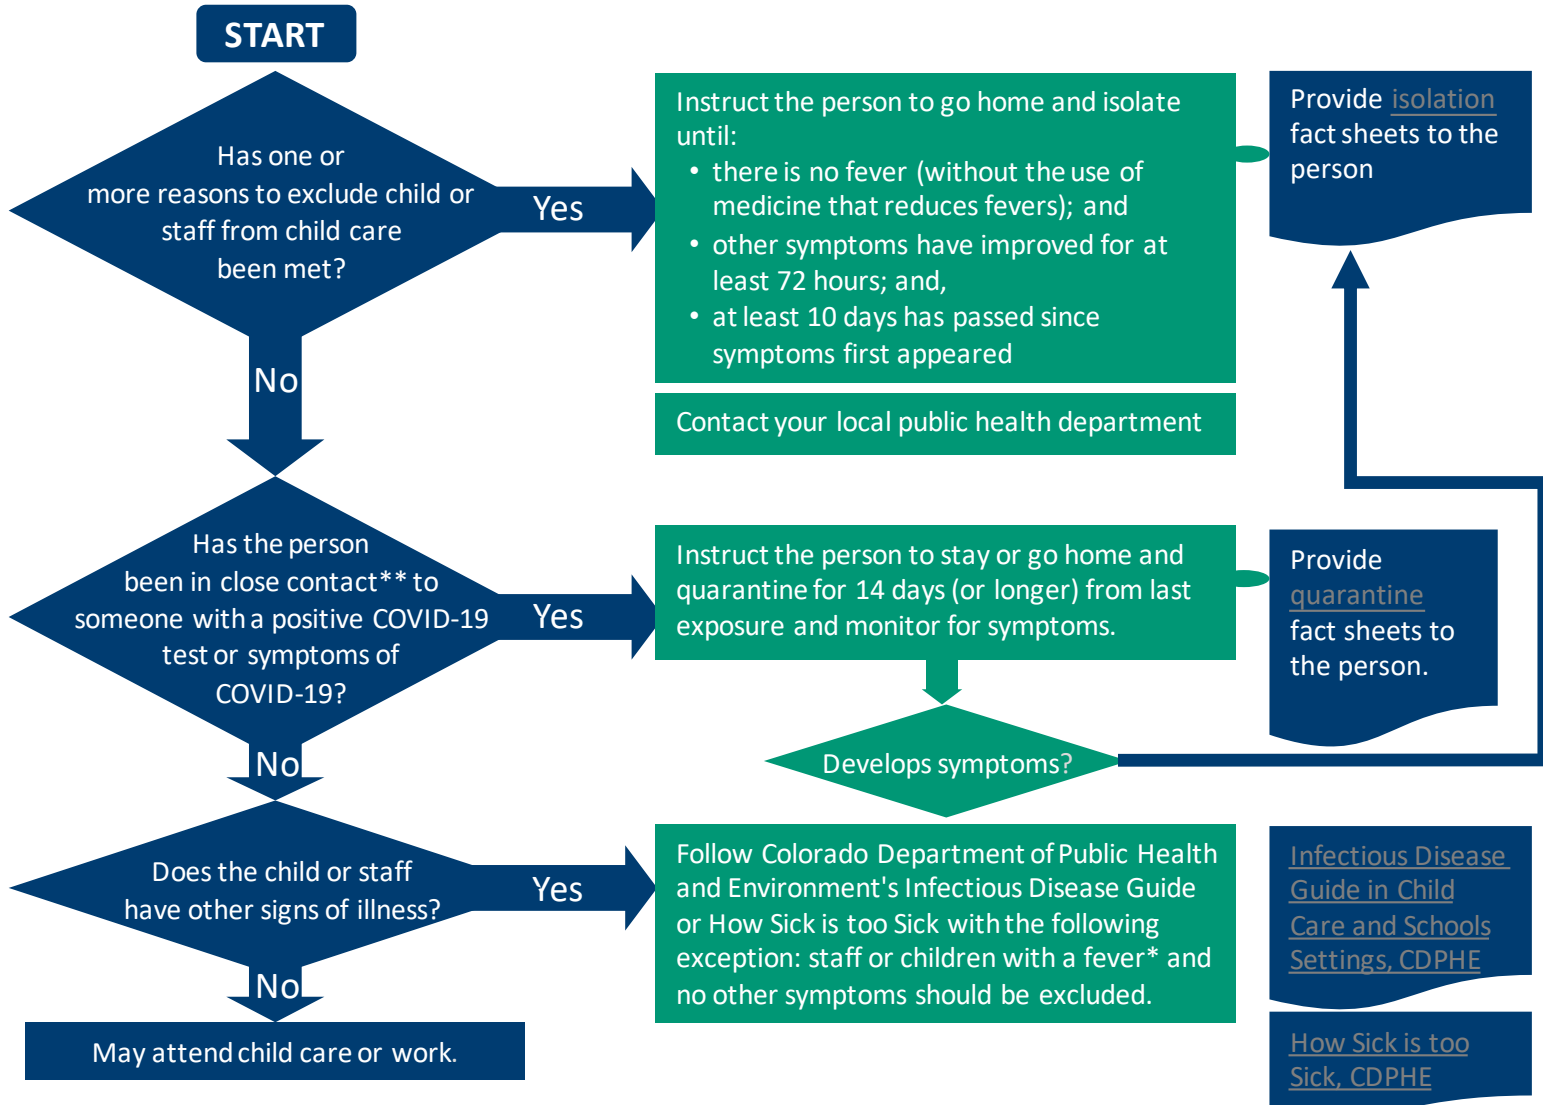 START
Has one or
more reasons to exclude child or
staff from child care
been met?
Yes
Instruct the person to go home and isolate
until:
• there is no fever (without the use of
medicine that reduces fevers); and
• other symptoms have improved for at
least 72 hours; and,
• at least 10 days has passed since
symptoms first appeared
Provide isolation
fact sheets to the
person
No
Contact your local public health department
Has the person
been in close contact** to
someone with a positive COVID-19
test or symptoms of
COVID-19?
Yes
Instruct the person to stay or go home and
quarantine for 14 days (or longer) from last
exposure and monitor for symptoms.
Provide
quarantine
fact sheets to
the person.
Develops symptoms?
No
Does the child or staff
have other signs of illness?
Yes
Follow Colorado Department of Public Health
and Environment's Infectious Disease Guide
or How Sick is too Sick with the following
exception: staff or children with a fever* and
no other symptoms should be excluded.
Infectious Disease
Guide in Child
Care and Schools
Settings, CDPHE
No
May attend child care or work.
How Sick is too
Sick, CDPHE